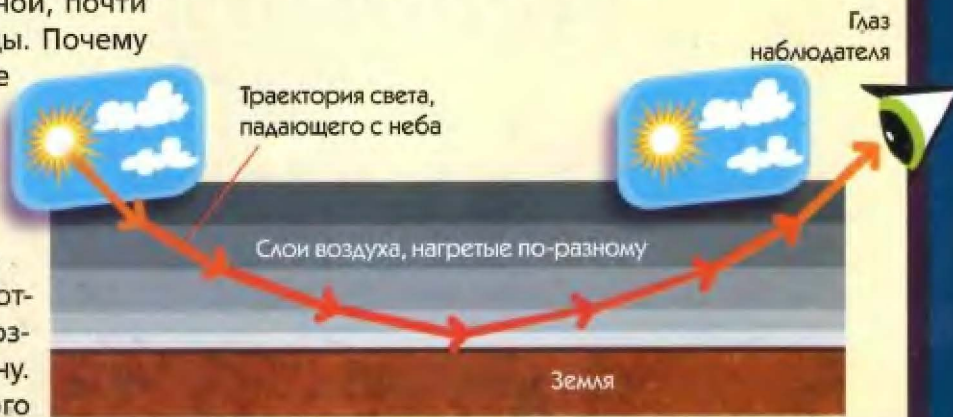 ной, почти
ды. Почему
е
Глаз
наблюдателя
Траектория света,
падающего с неба
Слои воздуха, нагретые по-разному
от-
оз-
ну.
ого
Земля